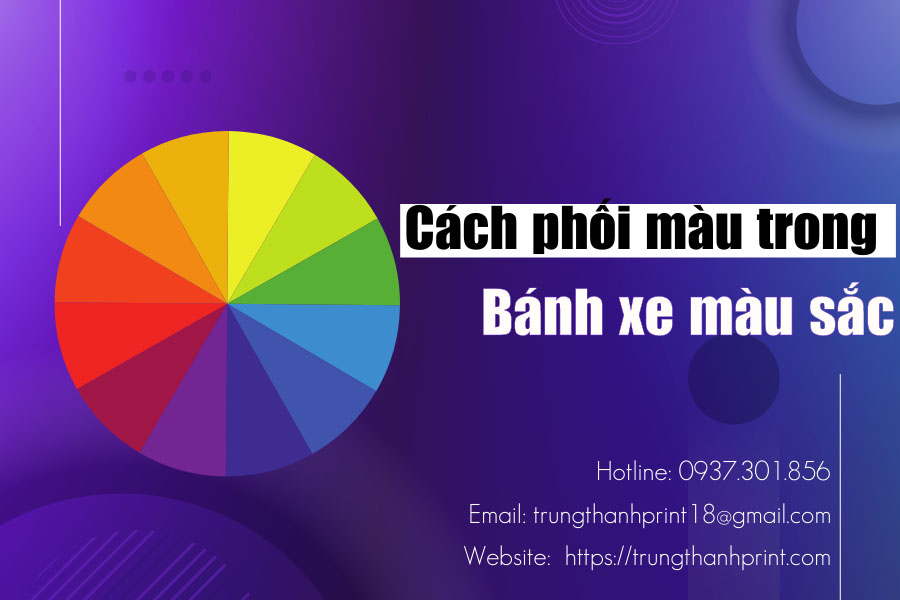 Cách phối màu trong
Bánh xe màu sắc
Hotline: 0937.301.856
Email: trungthanhprint18@gmail.com
Website: https://trungthanhprint.com